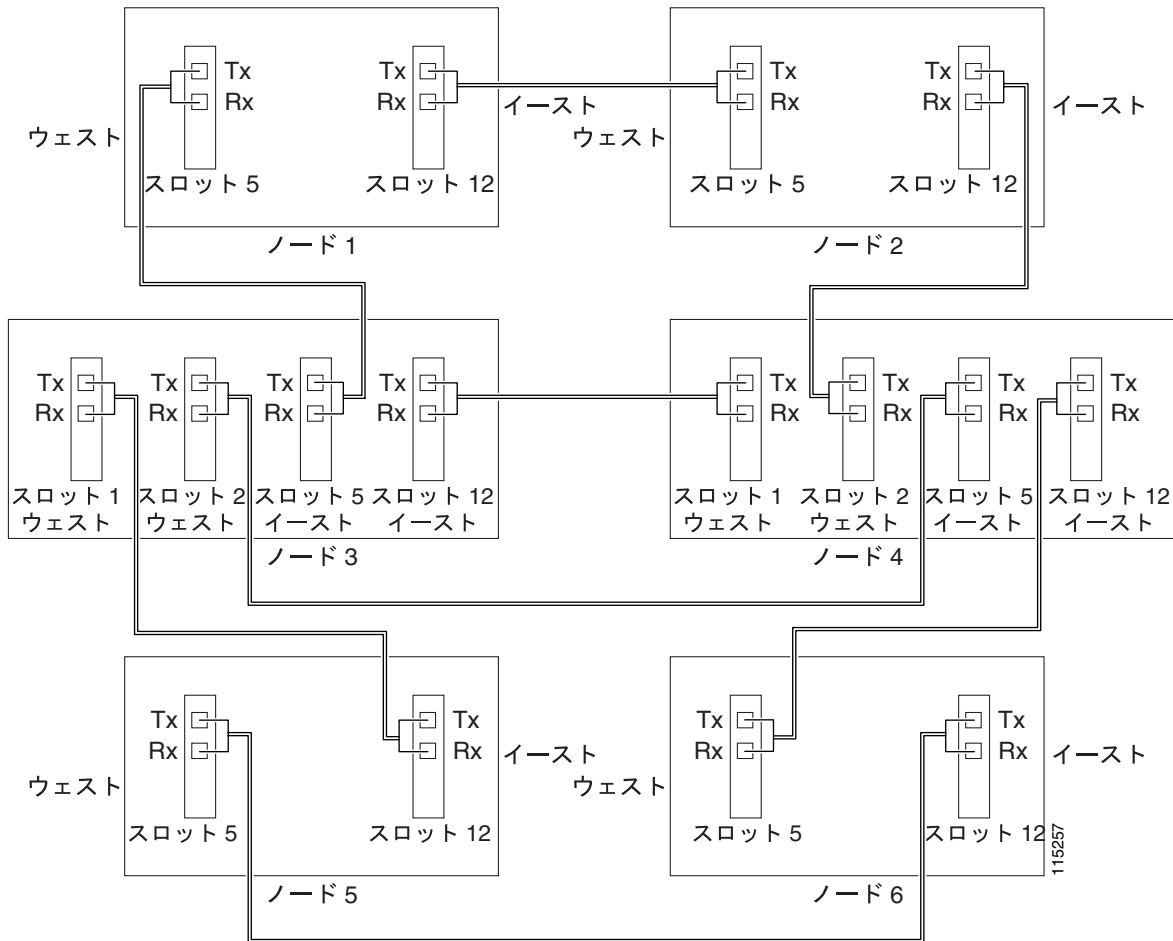 Tx
Rx
ウェスト
スロット 5
Tx
Rx
イースト
スロット 12
ノード 1
Tx
Rx
ウェスト
スロット 5
Tx
Rx
イースト
スロット 12
ノード 2
Tx
Rx
スロット 1
ウェスト
Tx
Rx
スロット 2
ウェスト
Tx
Rx
スロット 5
イースト
Tx
Rx
スロット 12
イースト
ノード 3
Tx
Rx
スロット 1
ウェスト
Tx
Rx
スロット 2
ウェスト
Tx
Rx
スロット 5
イースト
Tx
Rx
スロット 12
イースト
ノード 4
Tx
Rx
ウェスト
スロット 5
Tx
Rx
イースト
スロット 12
ノード 5
Tx
Rx
ウェスト
スロット 5
Tx
Rx
イースト
スロット 12
ノード 6
115257